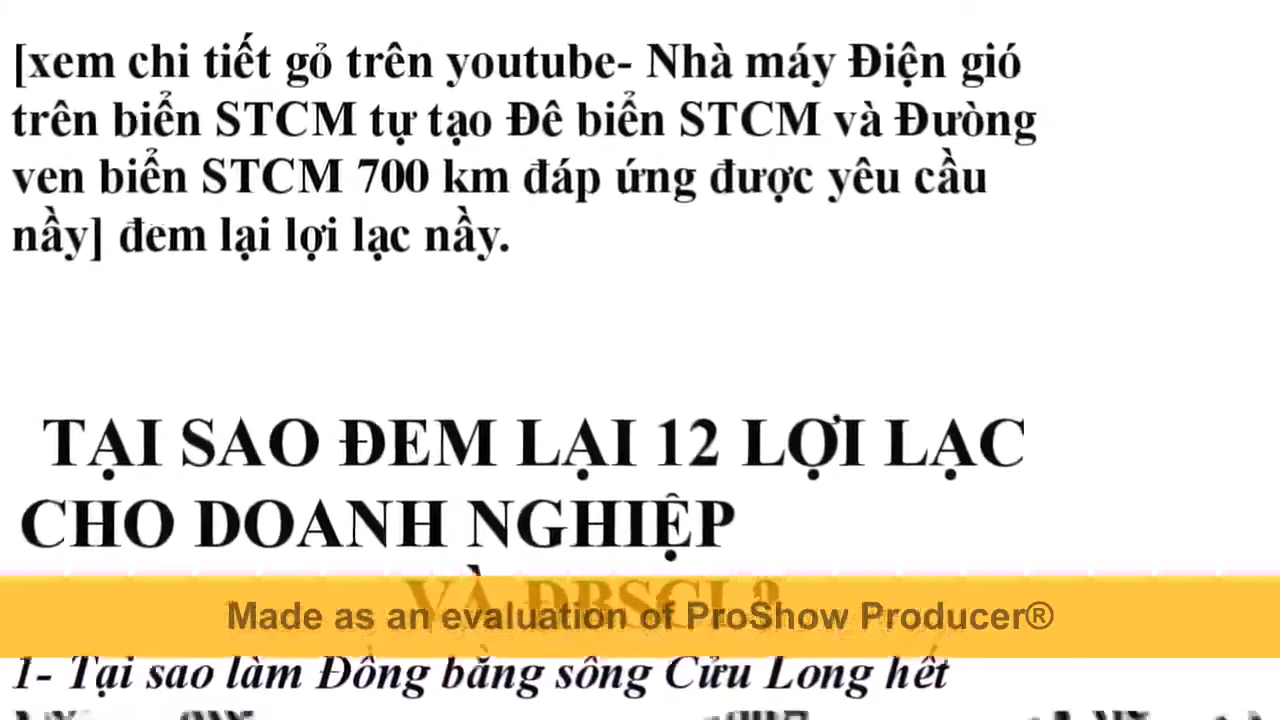 [xem chi tiết gỏ trên youtube- Nhà máy Điện gió
trên biển STCM tự tạo Đê biển STCM và Đưòng
ven biển STCM 700 km đáp ứng được yêu cầu
nầy] đem lại lợi lạc nầy.
TẠI SAO ĐEM LẠI 12 LỢI LẠC
CHO DOANH NGHIỆP
VÀ ĐBSCL ?
Made as an evaluation of ProShow Producer®
1- Tại sao làm Đồng bằng sông Cửu Long hết